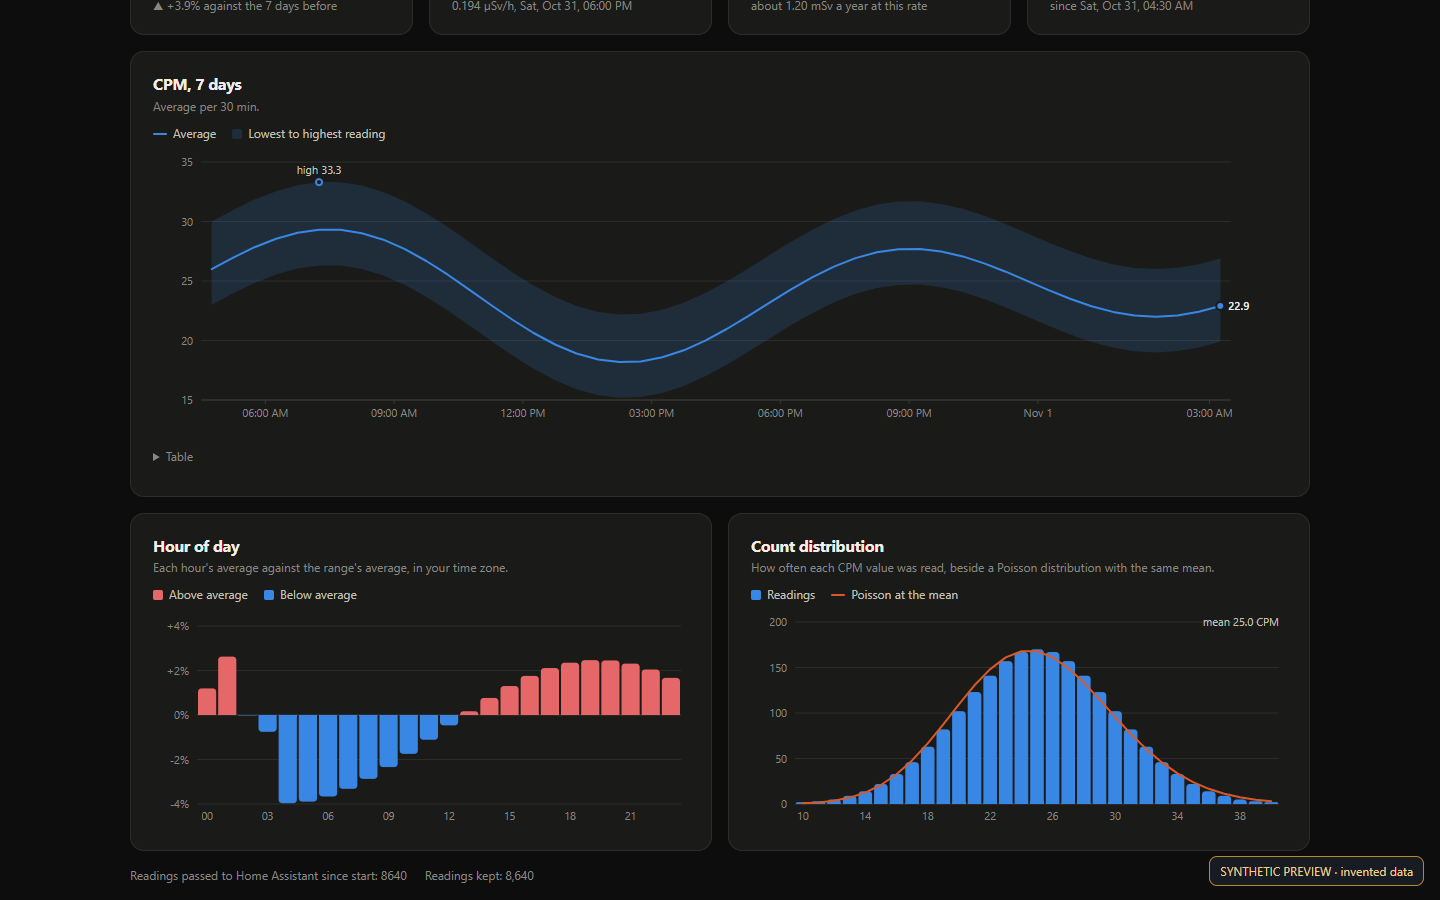 ▲ +3.9% against the 7 days before
0.194 µSv/h, Sat, Oct 31, 06:00 PM
about 1.20 mSv a year at this rate
since Sat, Oct 31, 04:30 AM
CPM, 7 days
Average per 30 min.
Average
Lowest to highest reading
35
high 33.3
30
25
22.9
20
15
06:00 AM
09:00 AM
12:00 PM
03:00 PM
06:00 PM
09:00 PM
Nov 1
03:00 AM
▶ Table
Hour of day
Each hour's average against the range's average, in your time zone.
Above average
Below average
+4%
+2%
0%
-2%
-4%
00
03
06
09
12
15
18
21
Count distribution
How often each CPM value was read, beside a Poisson distribution with the same mean.
Readings
Poisson at the mean
200
mean 25.0 CPM
150
100
50
0
10
14
18
22
26
30
34
38
Readings passed to Home Assistant since start: 8640
Readings kept: 8,640
SYNTHETIC PREVIEW · invented data